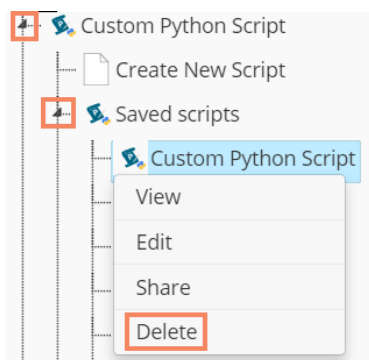 Custom Python Script
Create New Script
Saved scripts
Custom Python Script
View
Edit
Share
Delete